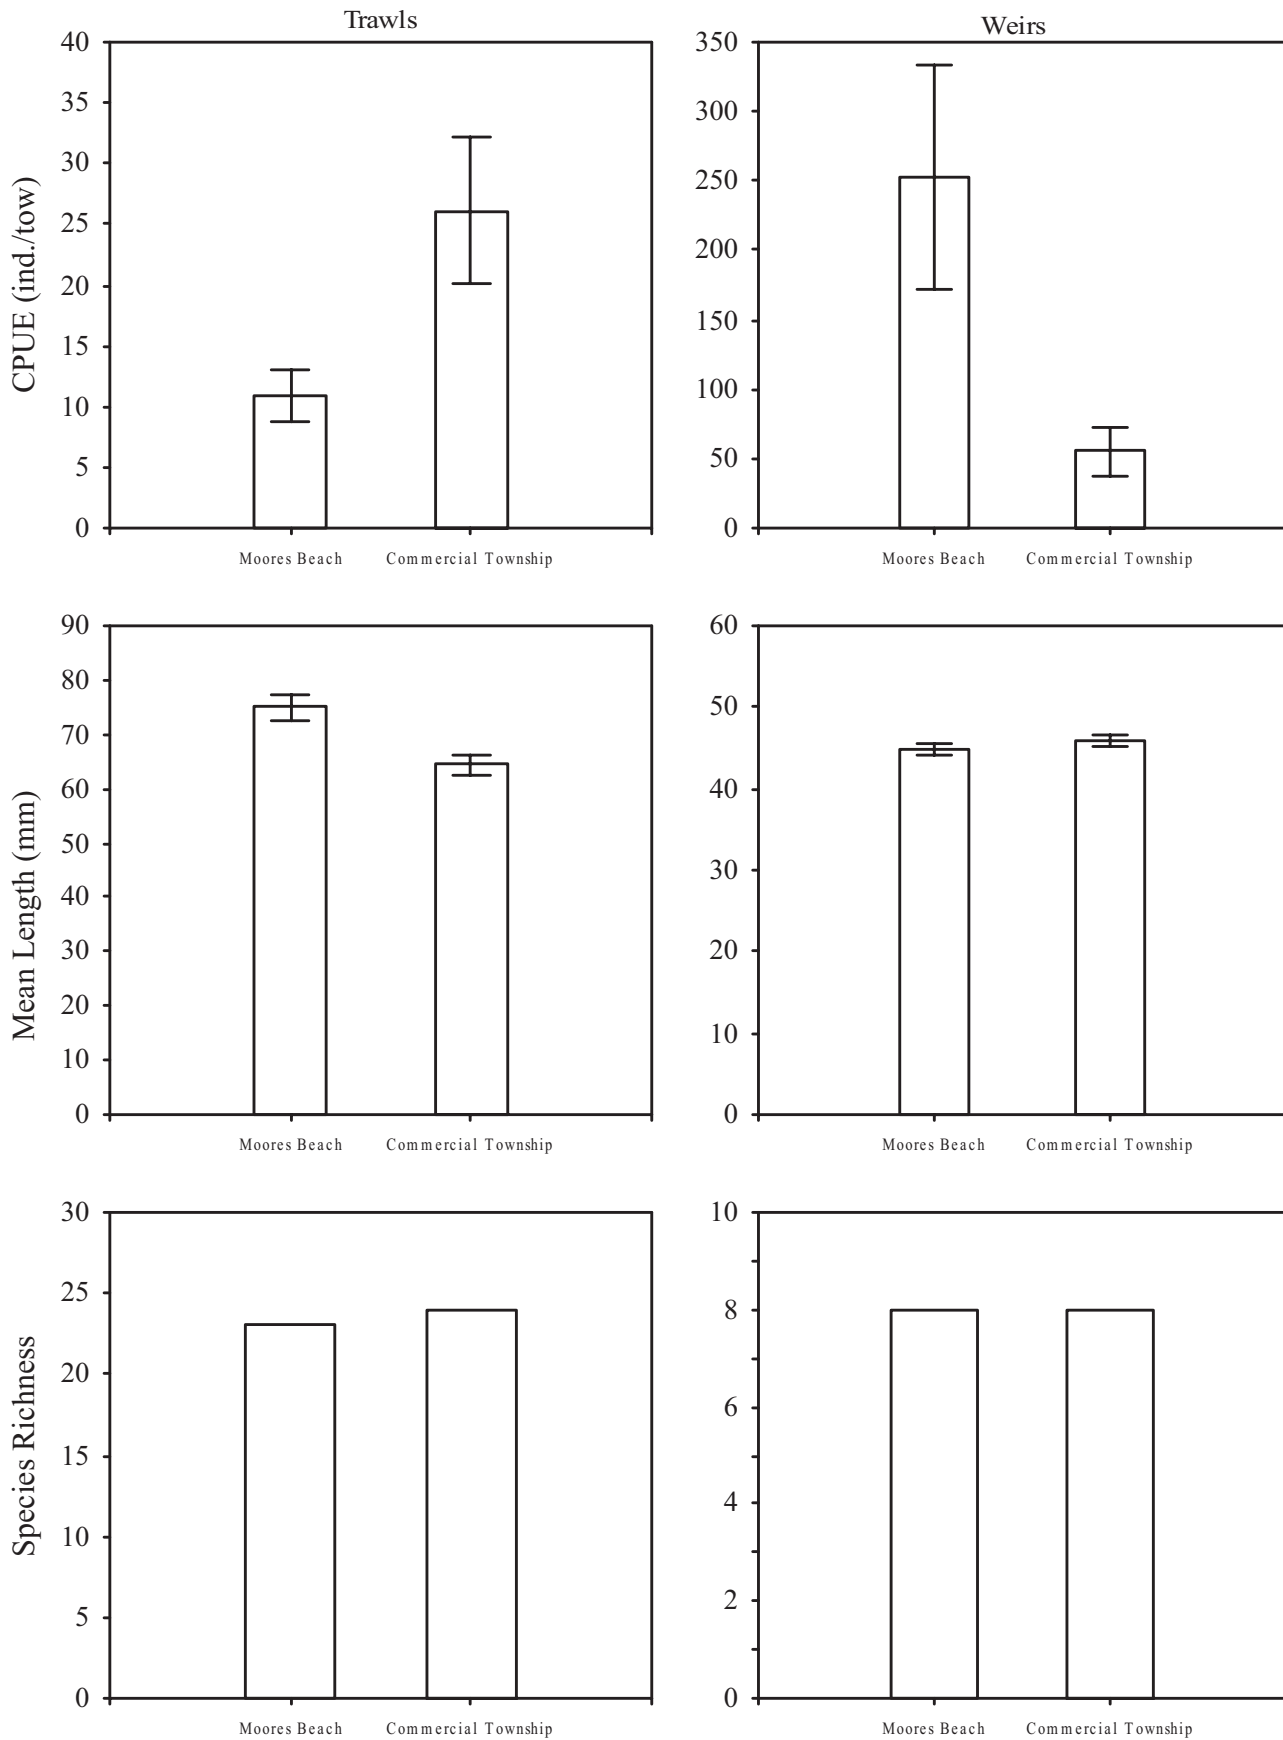 Trawls
Weirs
CPUE (ind./tow)
40
35
30
25
20
15
10
5
0
Moores Beach
Commercial Township
350
300
250
200
150
100
50
0
Moores Beach
Commercial Township
Mean Length (mm)
90
80
70
60
50
40
30
20
10
0
Moores Beach
Commercial Township
60
50
40
30
20
10
0
Moores Beach
Commercial Township
Species Richness
30
25
20
15
10
5
0
Moores Beach
Commercial Township
10
8
6
4
2
0
Moores Beach
Commercial Township